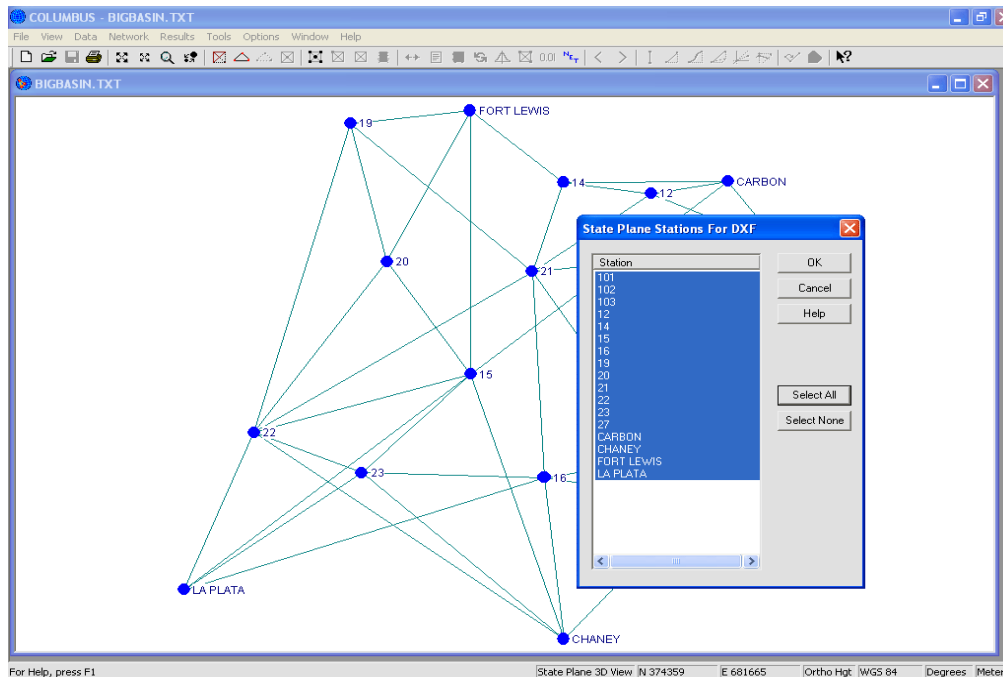 COLUMBUS - BIGBASIN.TXT
File View Data Network Results Tools Options Window Help
0.01 NET
BIGBASIN.TXT
FORT LEWIS
19
14
CARBON
12
20
21
15
22
23
16
LA PLATA
CHANEY
State Plane Stations For DXF
Station
101
102
103
12
14
15
16
19
20
21
22
23
27
CARBON
CHANEY
FORT LEWIS
LA PLATA
OK
Cancel
Help
Select All
Select None
For Help, press F1
State Plane 3D View N 374359 E 681665 Ortho Hgt WGS 84 Degrees Meter